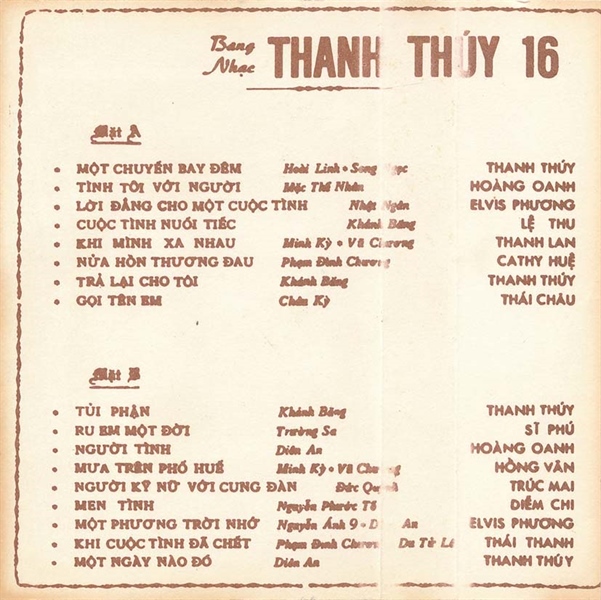 Bang
Nhạc
THANH THÚY 16
Mặt A
• MỘT CHUYẾN BAY ĐÊM Hoài Linh • Song Ngọc THANH THÚY
• TÌNH TÔI VỚI NGƯỜI Mặc Thế Nhân HOÀNG OANH
• LỜI ĐẮNG CHO MỘT CUỘC TÌNH Nhật Ngân ELVIS PHƯƠNG
• CUỘC TÌNH NUỐI TIẾC Khánh Băng LỆ THU
• KHI MÌNH XA NHAU Minh Kỳ • Vũ Chương THANH LAN
• NỬA HỒN THƯƠNG ĐAU Phạm Đình Chương CATHY HUỆ
• TRẢ LẠI CHO TÔI Khánh Băng THANH THÚY
• GỌI TÊN EM Châu Kỳ THÁI CHÂU
Mặt B
• TỦI PHẬN Khánh Băng THANH THÚY
• RU EM MỘT ĐỜI Trường Sa SĨ PHÚ
• NGƯỜI TÌNH Diên An HOÀNG OANH
• MƯA TRÊN PHỐ HUẾ Minh Kỳ • Vũ Chương HỒNG VÂN
• NGƯỜI KỸ NỮ VỚI CUNG ĐÀN Đức Quỳnh TRÚC MAI
• MEN TÌNH Nguyễn Phước Tố DIỄM CHI
• MỘT PHƯƠNG TRỜI NHỚ Nguyễn Ánh 9 • Diên An ELVIS PHƯƠNG
• KHI CUỘC TÌNH ĐÃ CHẾT Phạm Đình Chương Du Tử Lê THÁI THANH
• MỘT NGÀY NÀO ĐÓ Diên An THANH THÚY